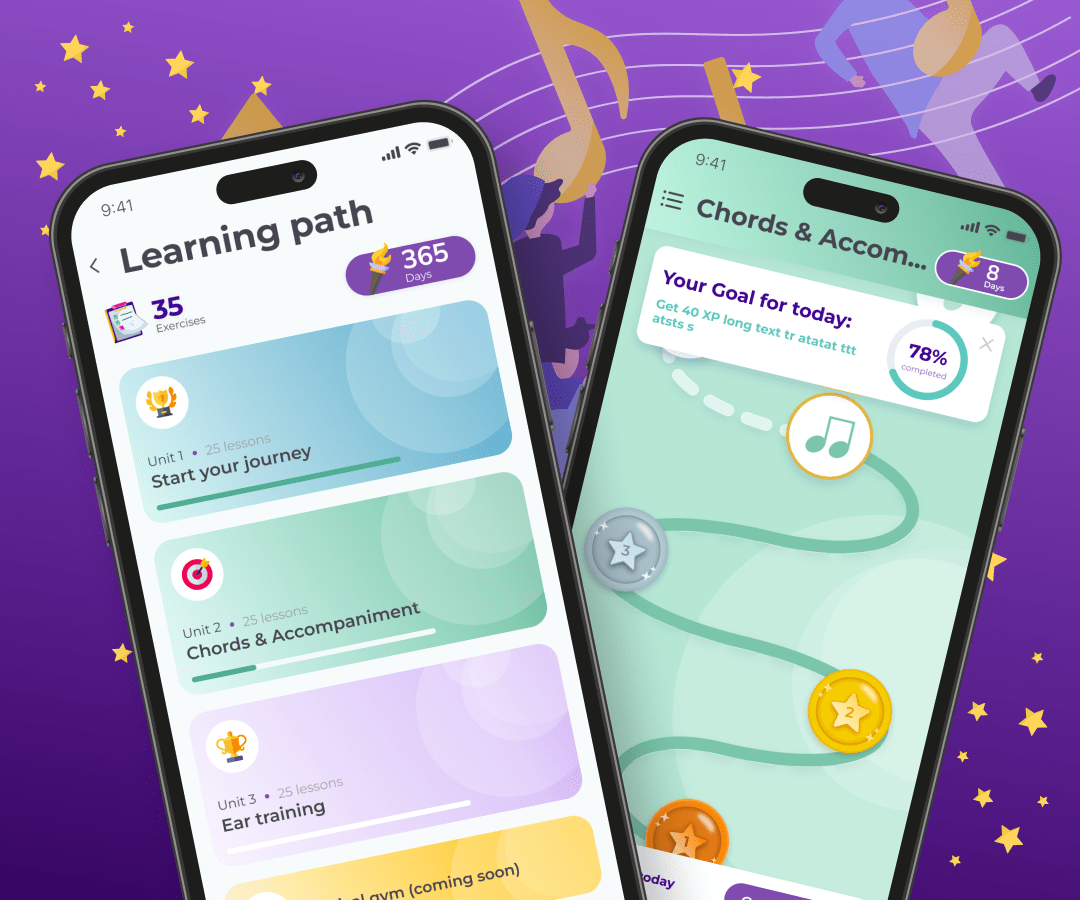 9:41
Learning path
365
Days
35
Exercises
Unit 1 • 25 lessons
Start your journey
Unit 2 • 25 lessons
Chords & Accompaniment
Unit 3 • 25 lessons
Ear training
gym (coming soon)
9:41
Chords & Accom...
8
Days
Your Goal for today:
Get 40 XP long text tr atatat ttt
atsts s
78%
completed
3
2
1
today